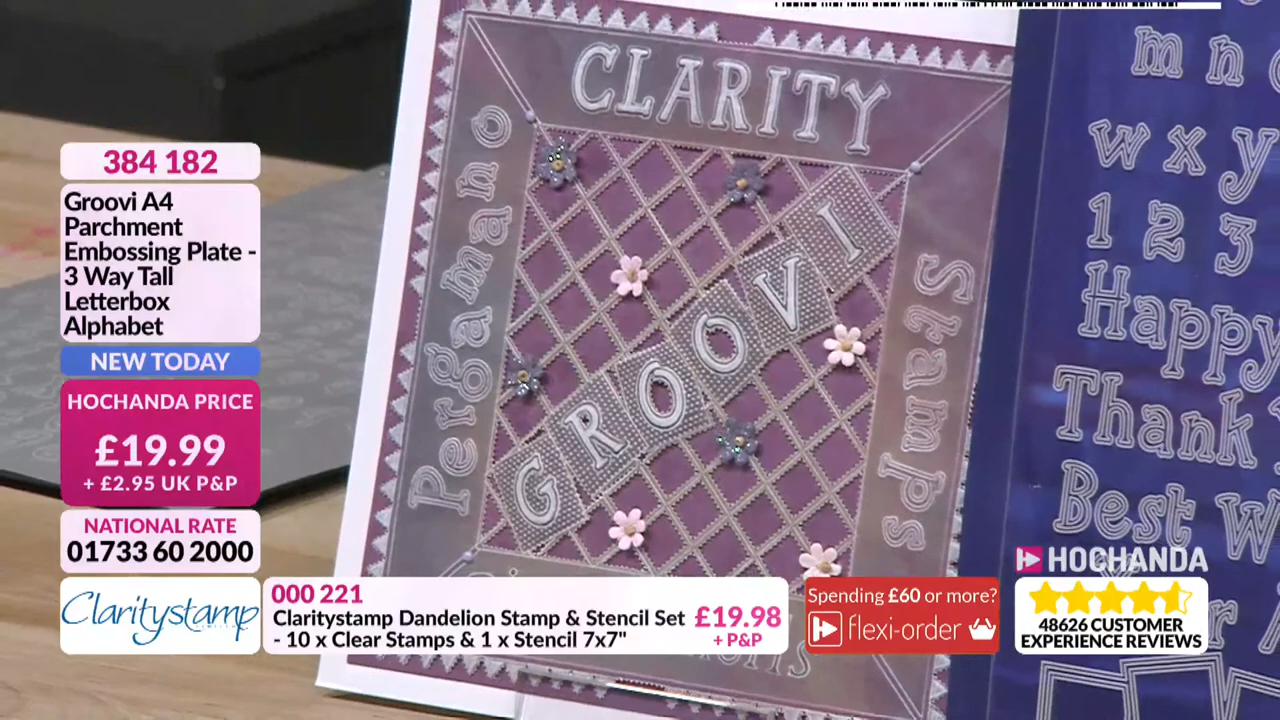 384 182
Groovi A4
Parchment
Embossing Plate -
3 Way Tall
Letterbox
Alphabet
NEW TODAY
HOCHANDA PRICE
£19.99
+ £2.95 UK P&P
NATIONAL RATE
01733 60 2000
Claritystamp
000 221
Claritystamp Dandelion Stamp & Stencil Set
- 10 x Clear Stamps & 1 x Stencil 7x7"
£19.98
+ P&P
Spending £60 or more?
flexi-order
HOCHANDA
48626 CUSTOMER
EXPERIENCE REVIEWS
CLARITY
Pergamano
GROOVI
Stamps
m n
w x y
1 2 3
Happy
Thank
Best W